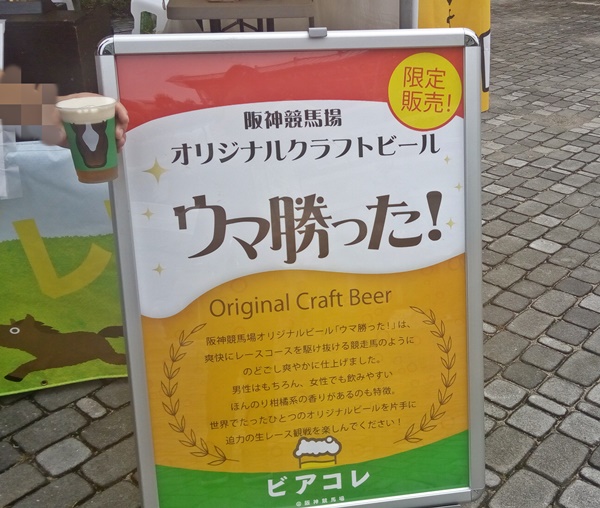 限定
販売!
阪神競馬場
オリジナルクラフトビール
ウマ勝った!
Original Craft Beer
阪神競馬場オリジナルビール「ウマ勝った!」は、
爽快にレースコースを駆け抜ける競走馬のように
のどごし爽やかに仕上げました。
男性はもちろん、女性でも飲みやすい
ほんのり柑橘系の香りがあるのも特徴。
世界でたったひとつのオリジナルビールを片手に
迫力の生レース観戦を楽しんでください!
ビアコレ
@阪神競馬場
レ